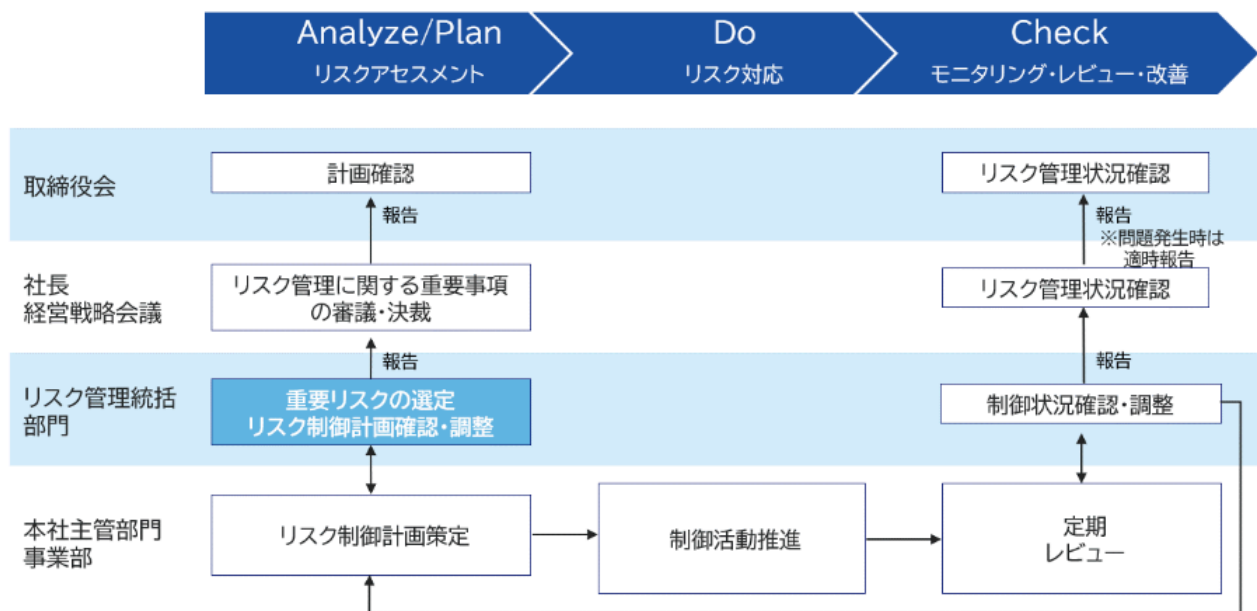 Analyze/Plan
リスクアセスメント
Do
リスク対応
Check
モニタリング・レビュー・改善
取締役会
計画確認
リスク管理状況確認
報告
報告
※問題発生時は
適時報告
社長
経営戦略会議
リスク管理に関する重要事項
の審議・決裁
リスク管理状況確認
報告
報告
リスク管理統括
部門
重要リスクの選定
リスク制御計画確認・調整
制御状況確認・調整
本社主管部門
事業部
リスク制御計画策定
制御活動推進
定期
レビュー